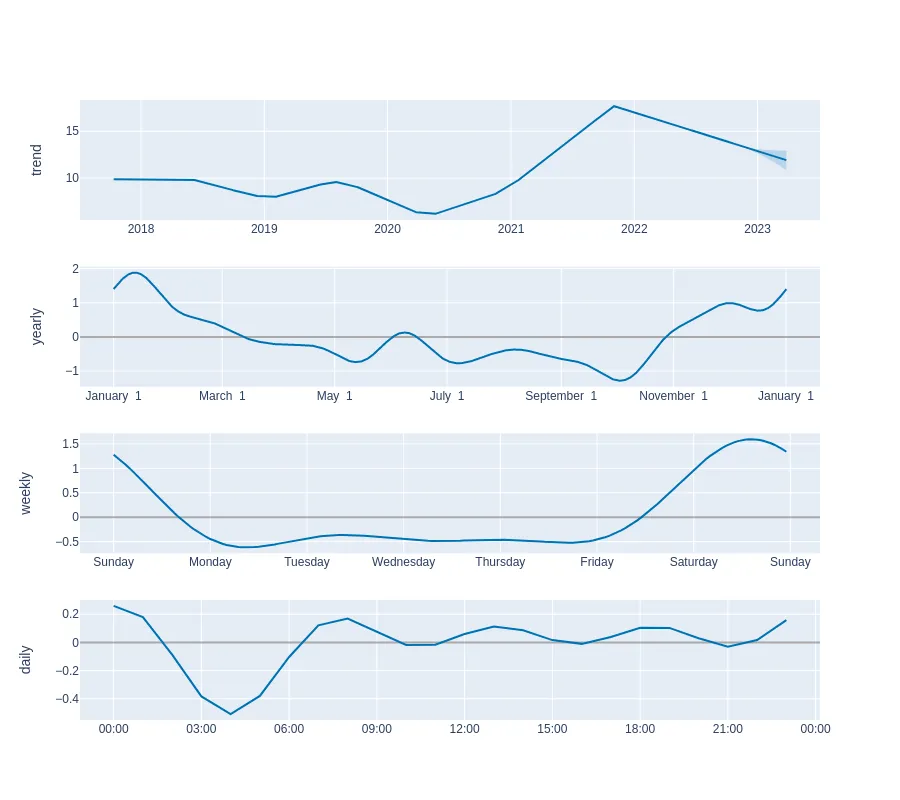 trend
15
10
2018 2019 2020 2021 2022 2023
yearly
2
1
0
−1
January 1 March 1 May 1 July 1 September 1 November 1 January 1
weekly
1.5
1
0.5
0
−0.5
Sunday Monday Tuesday Wednesday Thursday Friday Saturday Sunday
daily
0.2
0
−0.2
−0.4
00:00 03:00 06:00 09:00 12:00 15:00 18:00 21:00 00:00